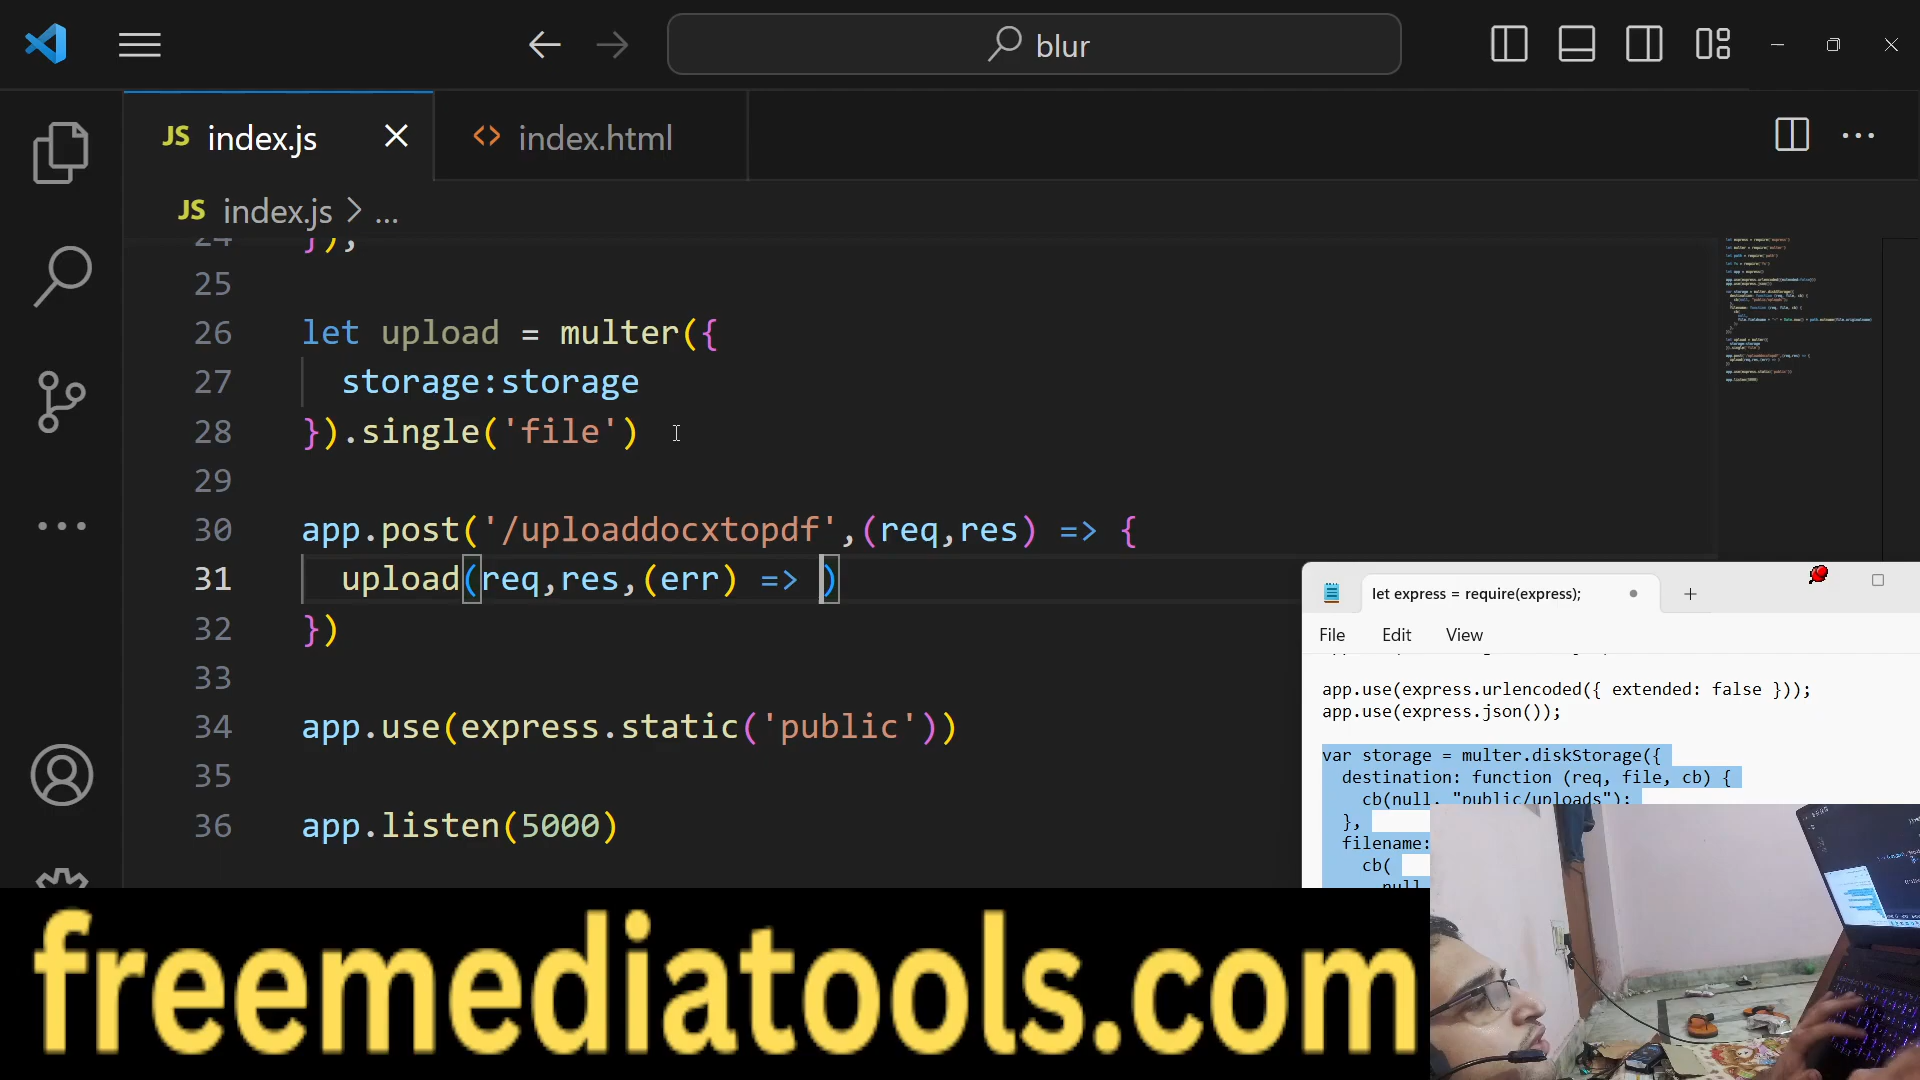 blur
JS index.js
<> index.html
JS index.js > ...
24 });
25
26 let upload = multer({
27 storage:storage
28 }).single('file')
29
30 app.post('/uploaddocxtopdf',(req,res) => {
31 upload(req,res,(err) => )
32 })
33
34 app.use(express.static('public'))
35
36 app.listen(5000)
let express = require(express);
File Edit View
app.use(express.urlencoded({ extended: false }));
app.use(express.json());
var storage = multer.diskStorage({
destination: function (req, file, cb) {
cb(null, "public/uploads");
},
filename:
cb(
null
freemediatools.com